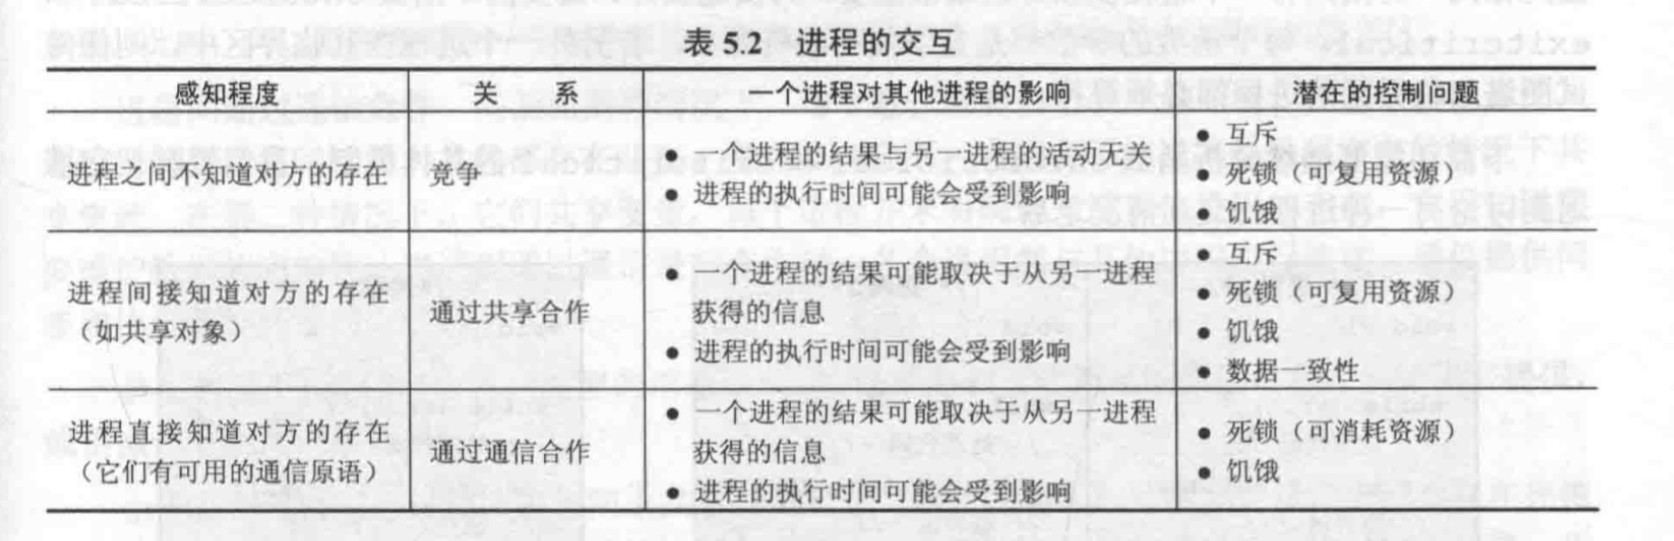 exitcritical
表 5.2 进程的交互
感知程度 关 系 一个进程对其他进程的影响 潜在的控制问题
进程之间不知道对方的存在 竞争
● 一个进程的结果与另一进程的活动无关
● 进程的执行时间可能会受到影响
● 互斥
● 死锁（可复用资源）
● 饥饿
进程间接知道对方的存在
（如共享对象）
通过共享合作
● 一个进程的结果可能取决于从另一进程
获得的信息
● 进程的执行时间可能会受到影响
● 互斥
● 死锁（可复用资源）
● 饥饿
● 数据一致性
进程直接知道对方的存在
（它们有可用的通信原语）
通过通信合作
● 一个进程的结果可能取决于从另一进程
获得的信息
● 进程的执行时间可能会受到影响
● 死锁（可消耗资源）
● 饥饿